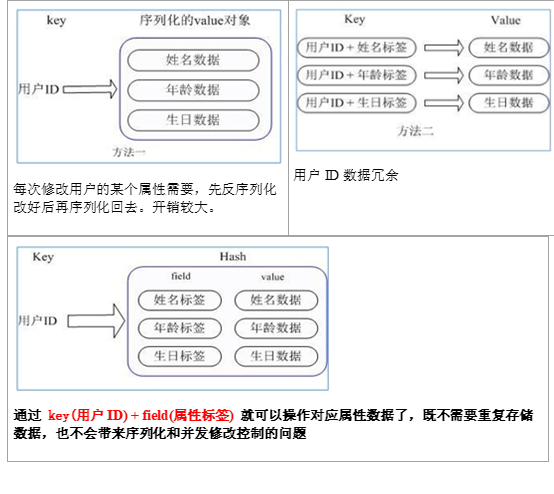 key 序列化的value对象
姓名数据
用户ID
年龄数据
生日数据
方法一
每次修改用户的某个属性需要，先反序列化
改好后再序列化回去。开销较大。
Key Value
用户ID + 姓名标签 姓名数据
用户ID + 年龄标签 年龄数据
用户ID + 生日标签 生日数据
方法二
用户 ID 数据冗余
Key Hash
field value
姓名标签 姓名数据
用户ID
年龄标签 年龄数据
生日标签 生日数据
通过 key(用户 ID) + field(属性标签) 就可以操作对应属性数据了，既不需要重复存储
数据，也不会带来序列化和并发修改控制的问题